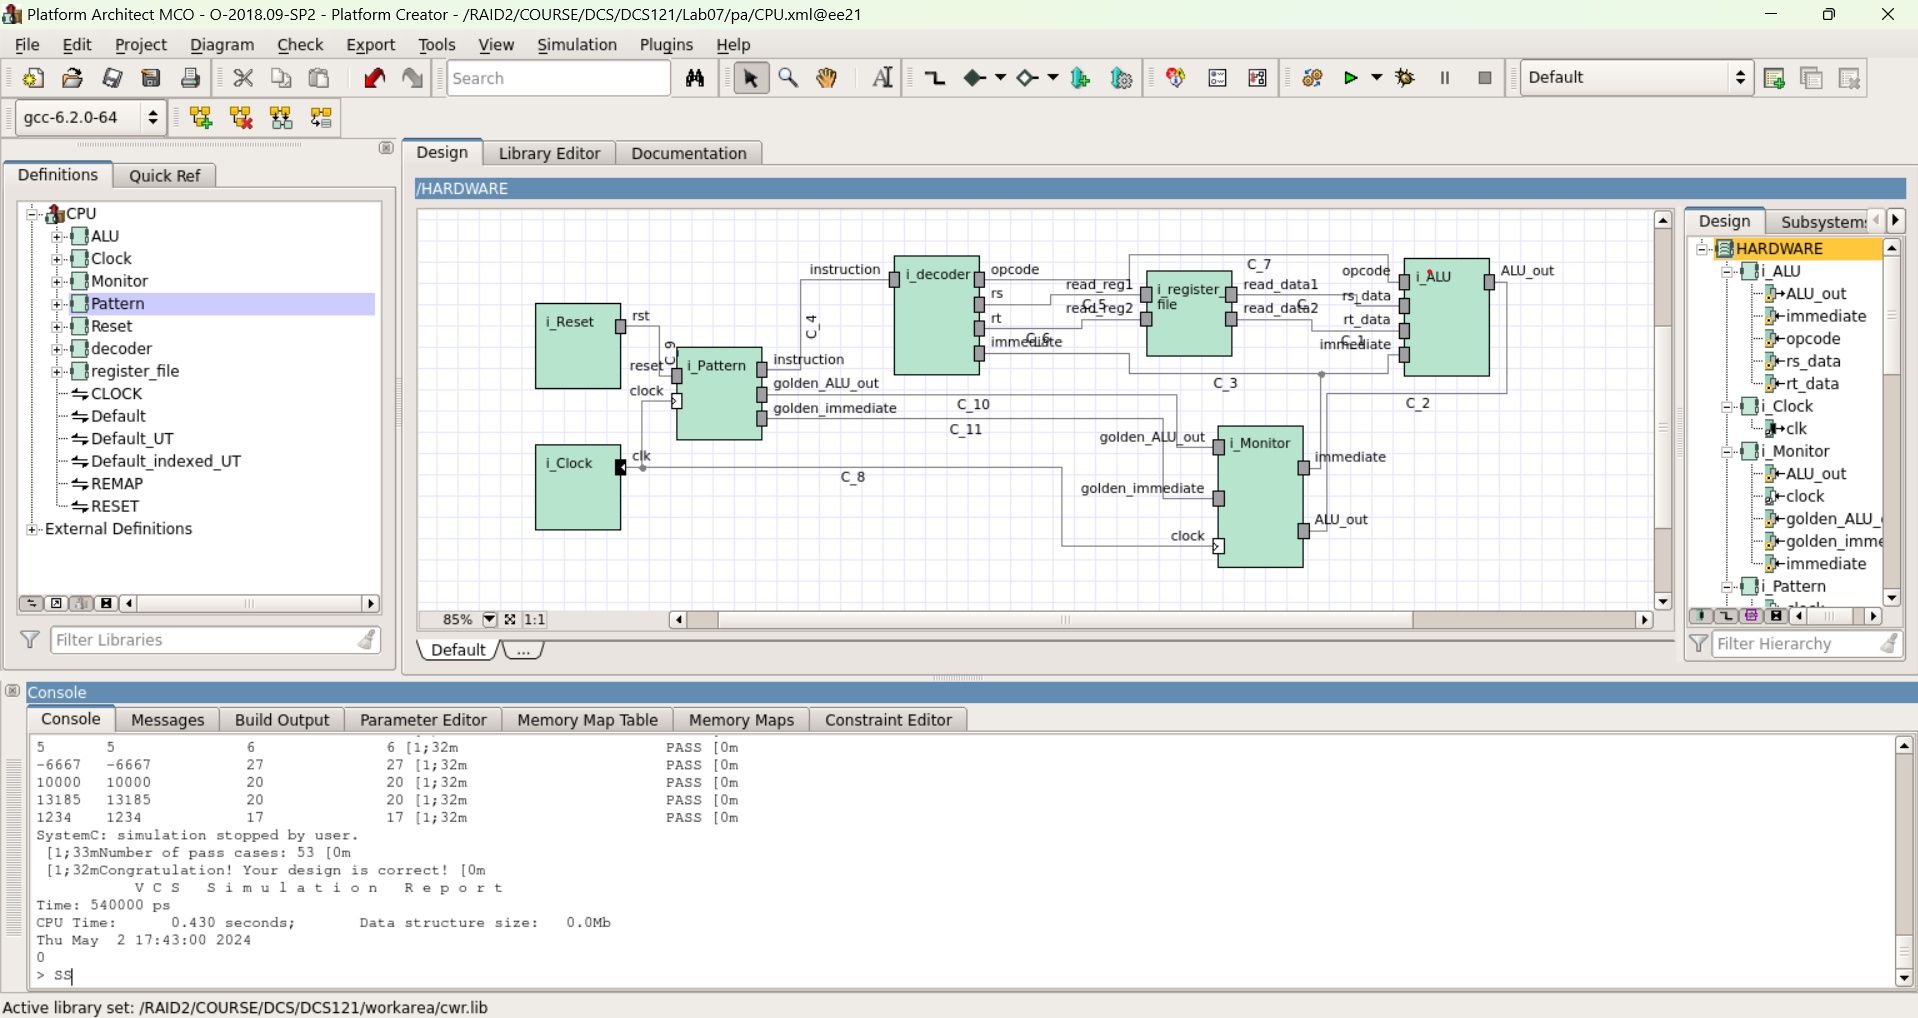 Platform Architect MCO - O-2018.09-SP2 - Platform Creator - /RAID2/COURSE/DCS/DCS121/Lab07/pa/CPU.xml@ee21
File Edit Project Diagram Check Export Tools View Simulation Plugins Help
Search
Default
gcc-6.2.0-64
Definitions Quick Ref
CPU
ALU
Clock
Monitor
Pattern
Reset
decoder
register_file
CLOCK
Default
Default_UT
Default_indexed_UT
REMAP
RESET
External Definitions
Filter Libraries
Design Library Editor Documentation
/HARDWARE
i_Reset
rst
i_Clock
clk
C_9
reset
clock
i_Pattern
instruction
golden_ALU_out
golden_immediate
C_4
C_10
C_11
C_8
instruction
i_decoder
opcode
rs
rt
immediate
C_5
C_6
C_7
C_3
read_reg1
read_reg2
i_register_
file
read_data1
read_data2
opcode
rs_data
rt_data
immediate
C_1
i_ALU
ALU_out
C_2
golden_ALU_out
golden_immediate
clock
i_Monitor
immediate
ALU_out
85% 1:1
Default ...
Design Subsystem
HARDWARE
i_ALU
ALU_out
immediate
opcode
rs_data
rt_data
i_Clock
clk
i_Monitor
ALU_out
clock
golden_ALU_
golden_imme
immediate
i_Pattern
Filter Hierarchy
Console
Console Messages Build Output Parameter Editor Memory Map Table Memory Maps Constraint Editor
5 5 6 6 [1;32m PASS [0m
-6667 -6667 27 27 [1;32m PASS [0m
10000 10000 20 20 [1;32m PASS [0m
13185 13185 20 20 [1;32m PASS [0m
1234 1234 17 17 [1;32m PASS [0m
SystemC: simulation stopped by user.
[1;33mNumber of pass cases: 53 [0m
[1;32mCongratulation! Your design is correct! [0m
V C S S i m u l a t i o n R e p o r t
Time: 540000 ps
CPU Time: 0.430 seconds; Data structure size: 0.0Mb
Thu May 2 17:43:00 2024
0
> SS
Active library set: /RAID2/COURSE/DCS/DCS121/workarea/cwr.lib